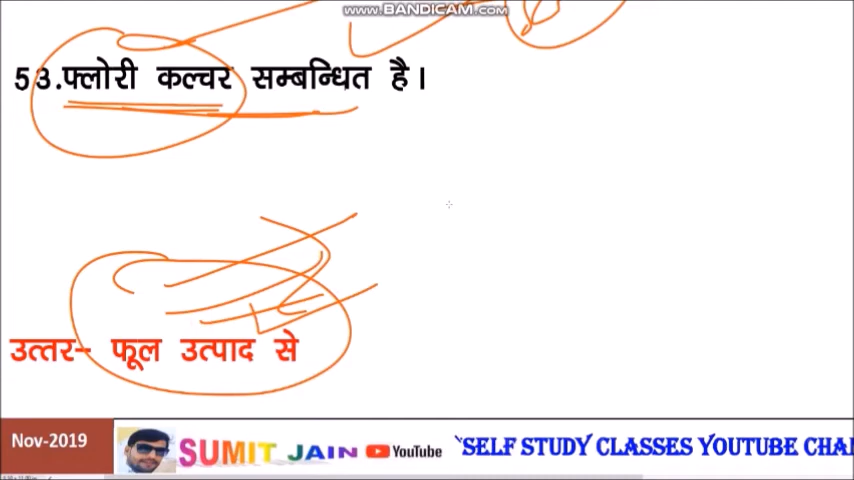 www.BANDICAM.com
53.फ्लोरी कल्चर सम्बन्धित है।
उत्तर- फूल उत्पाद से
Nov-2019
SUMIT JAIN YouTube
SELF STUDY CLASSES YOUTUBE CHA